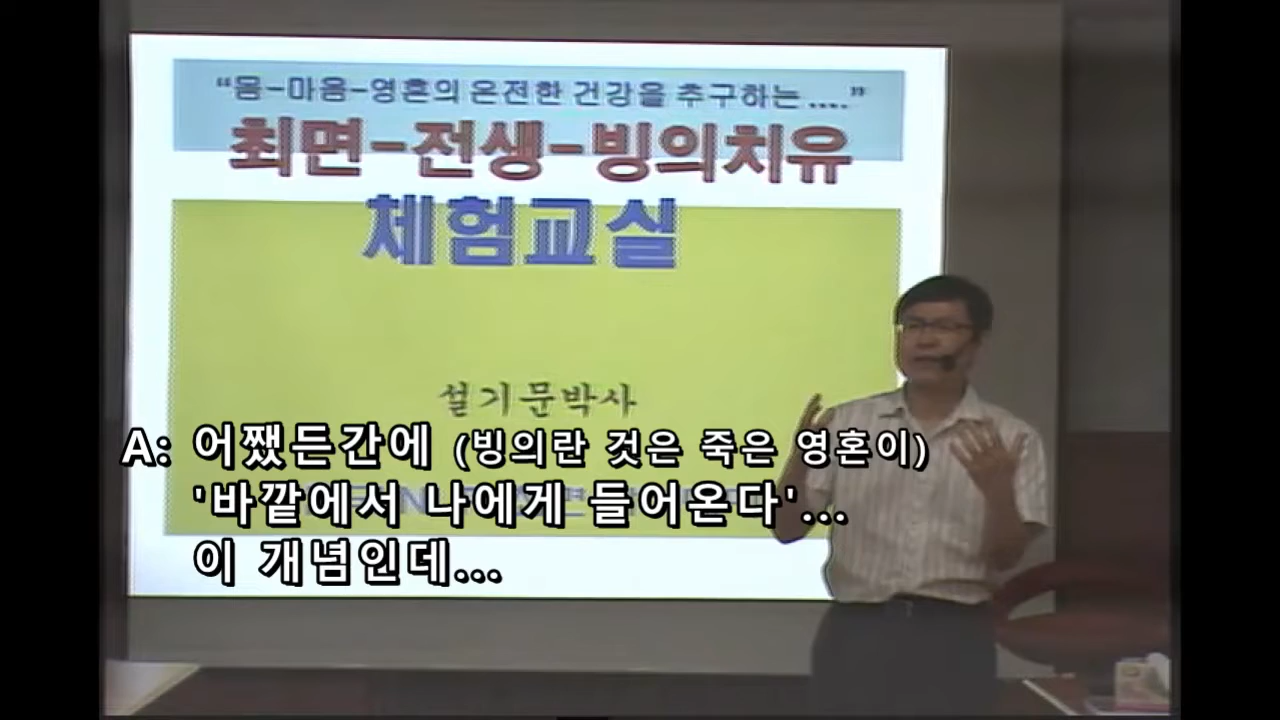 “몸-마음-영혼의 온전한 건강을 추구하는....”
최면-전생-빙의치유
체험교실
설기문박사
A: 어쨌든간에 (빙의란 것은 죽은 영혼이)
'바깥에서 나에게 들어온다'...
이 개념인데...